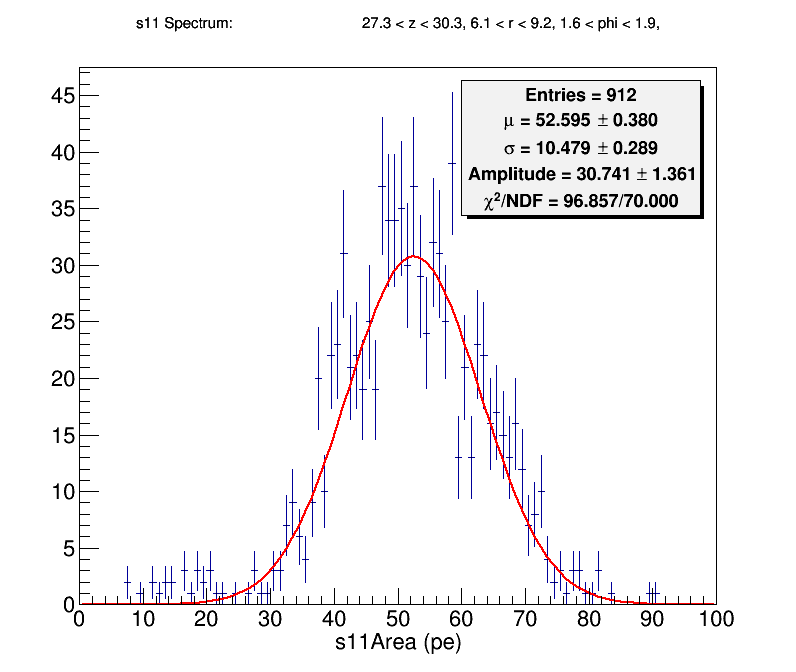 s11 Spectrum: 27.3 < z < 30.3, 6.1 < r < 9.2, 1.6 < phi < 1.9,
Entries = 912
μ = 52.595 ± 0.380
σ = 10.479 ± 0.289
Amplitude = 30.741 ± 1.361
χ²/NDF = 96.857/70.000
45
40
35
30
25
20
15
10
5
0
0 10 20 30 40 50 60 70 80 90 100
s11Area (pe)